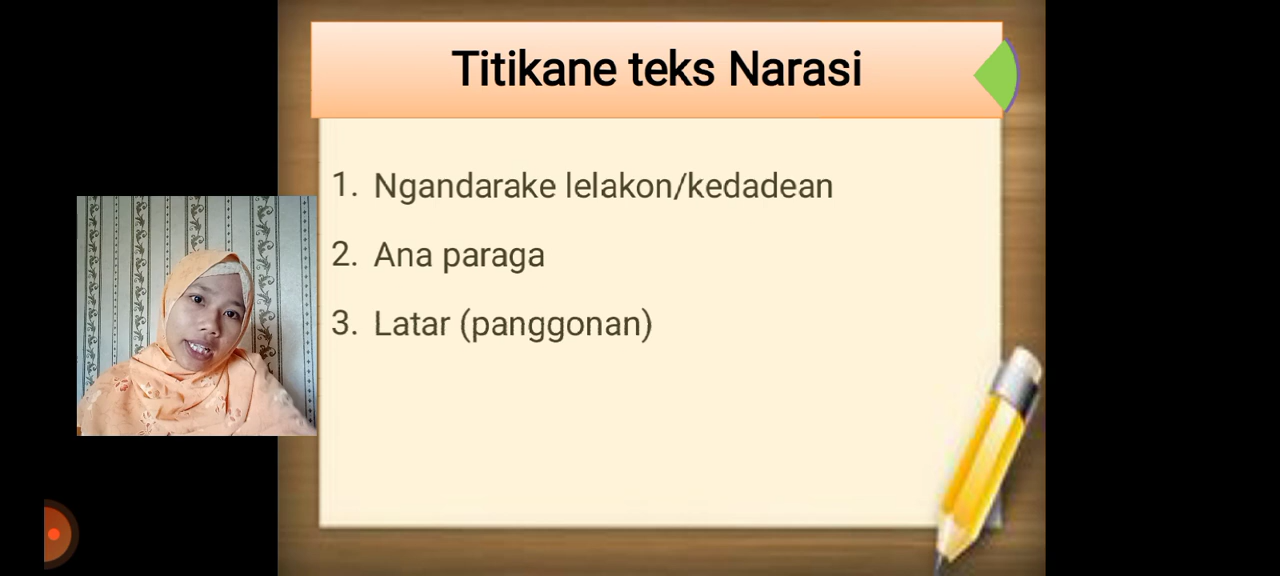 Titikane teks Narasi
1. Ngandarake lelakon/kedadean
2. Ana paraga
3. Latar (panggonan)